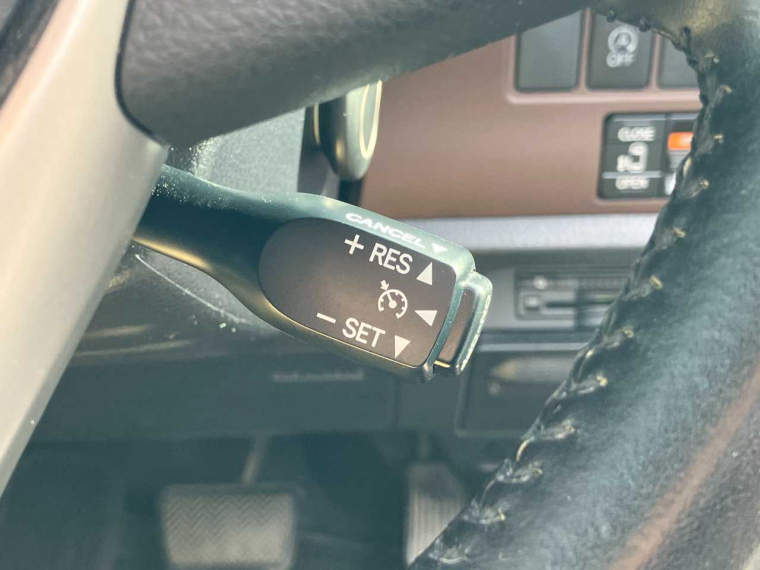 OFF
CLOSE
OPEN
CANCEL
+ RES
- SET